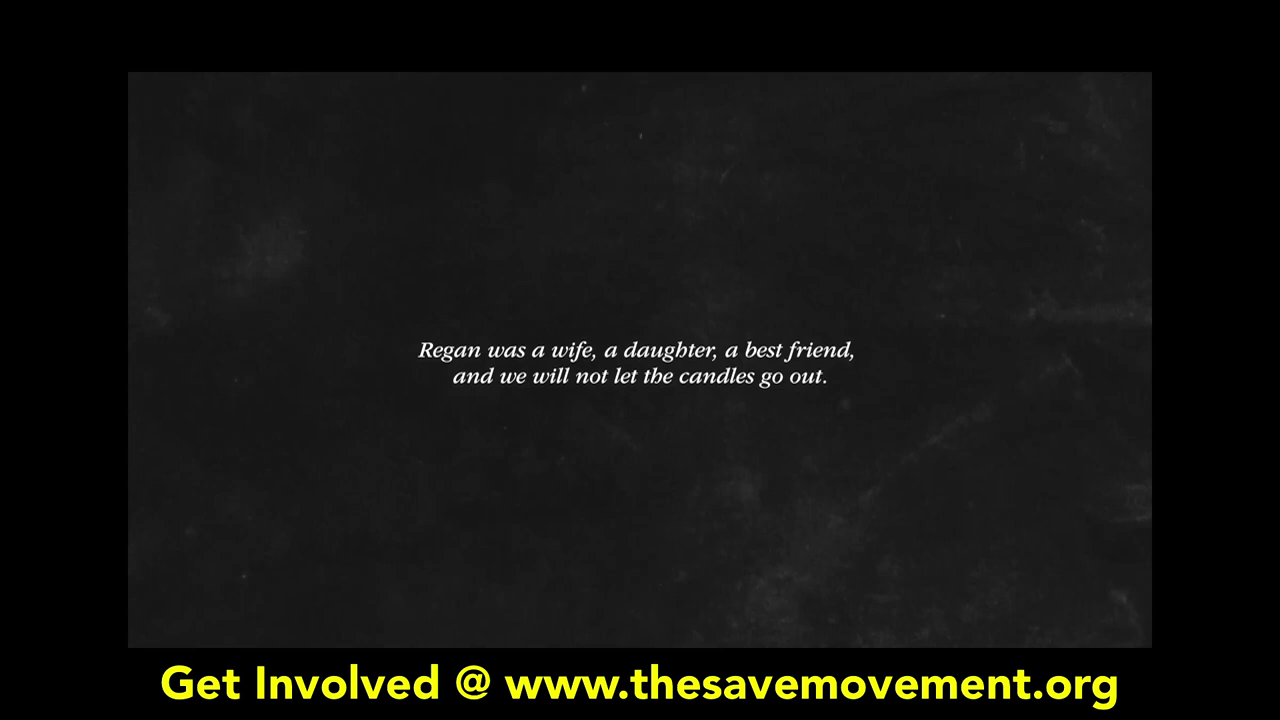 Regan was a wife, a daughter, a best friend,
and we will not let the candles go out.
Get Involved @ www.thesavemovement.org